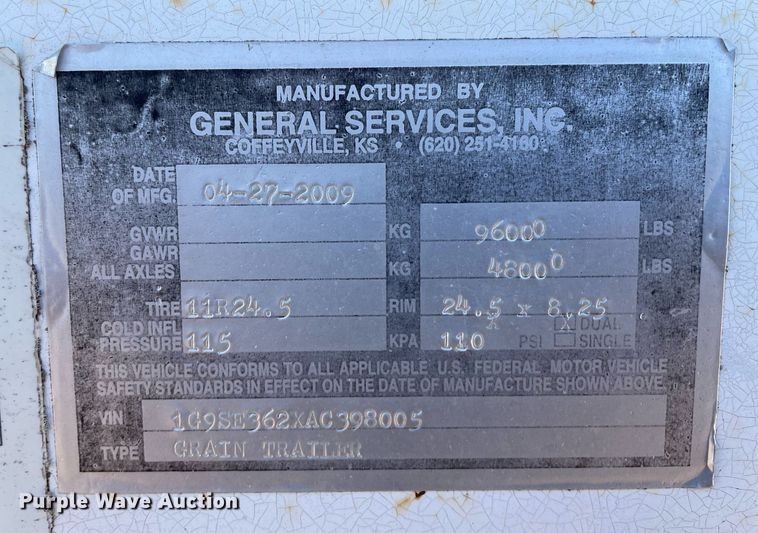 MANUFACTURED BY
GENERAL SERVICES, INC.
COFFEYVILLE, KS • (620) 251-4160
DATE
OF MFG. 04-27-2009
GVWR KG 96000 LBS
GAWR
ALL AXLES KG 48000 LBS
TIRE 11R24.5 RIM 24.5 x 8.25
COLD INFL X X DUAL
PRESSURE 115 KPA 110 PSI SINGLE
THIS VEHICLE CONFORMS TO ALL APPLICABLE U.S. FEDERAL MOTOR VEHICLE
SAFETY STANDARDS IN EFFECT ON THE DATE OF MANUFACTURE SHOWN ABOVE.
VIN 1G9SE362XAC398005
TYPE GRAIN TRAILER
Purple Wave Auction